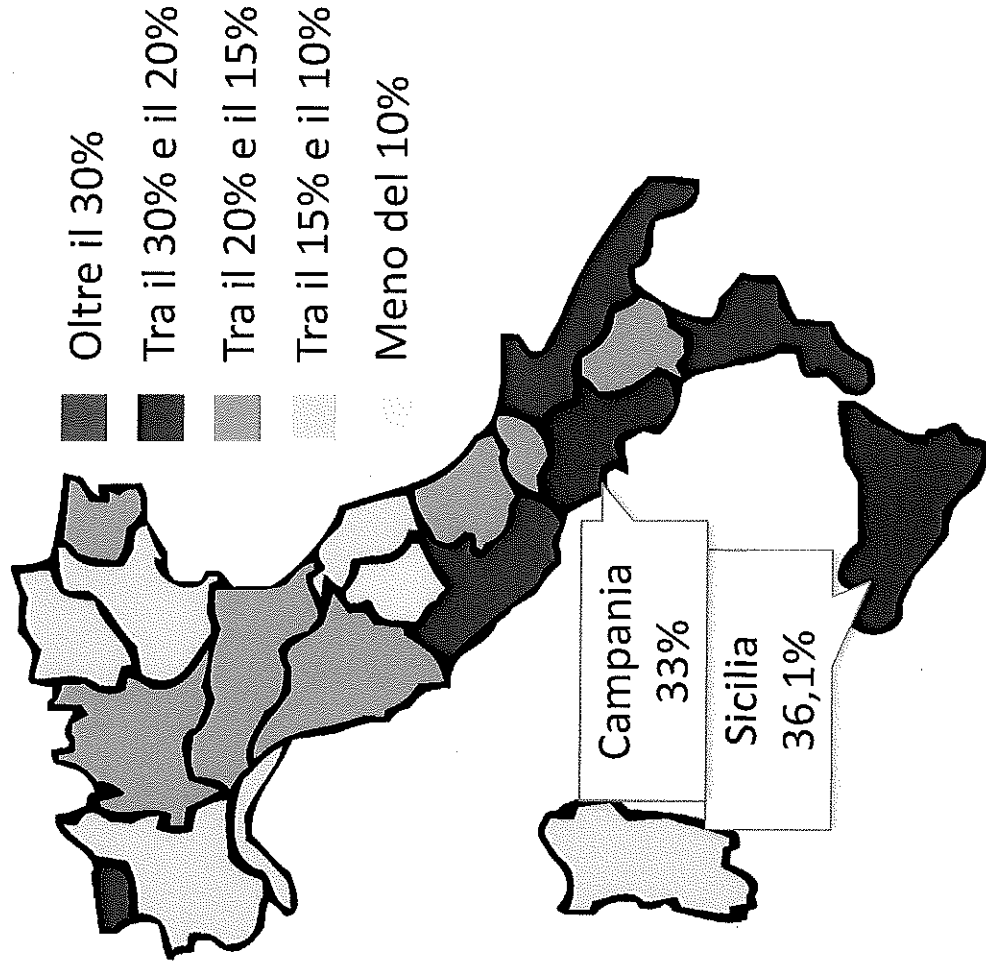 Oltre il 30%
Tra il 30% e il 20%
Tra il 20% e il 15%
Tra il 15% e il 10%
Meno del 10%
Campania
33%
Sicilia
36,1%